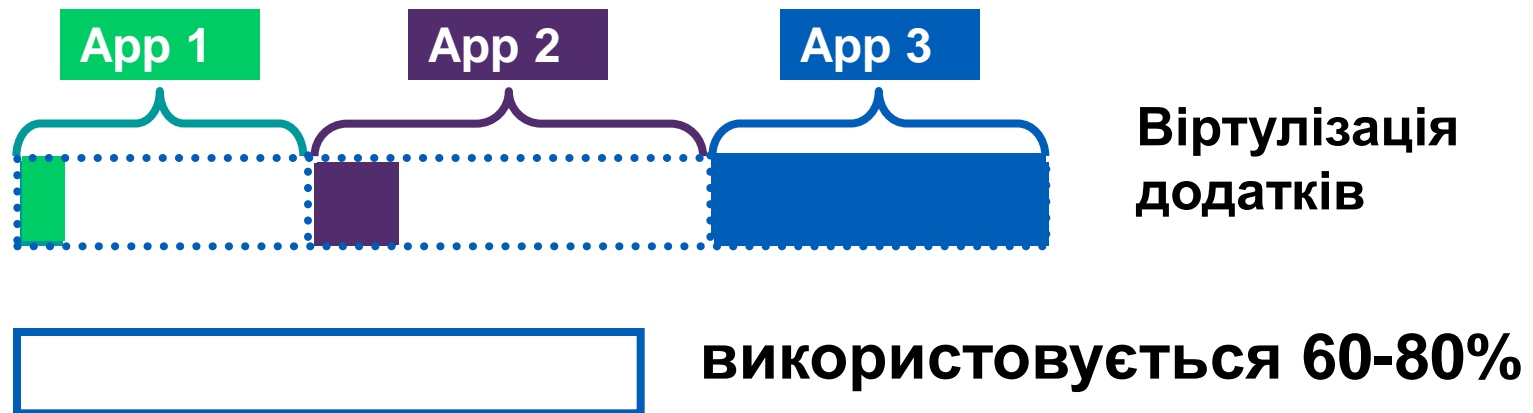 App 1 App 2 App 3
Віртулізація
додатків
використовується 60-80%